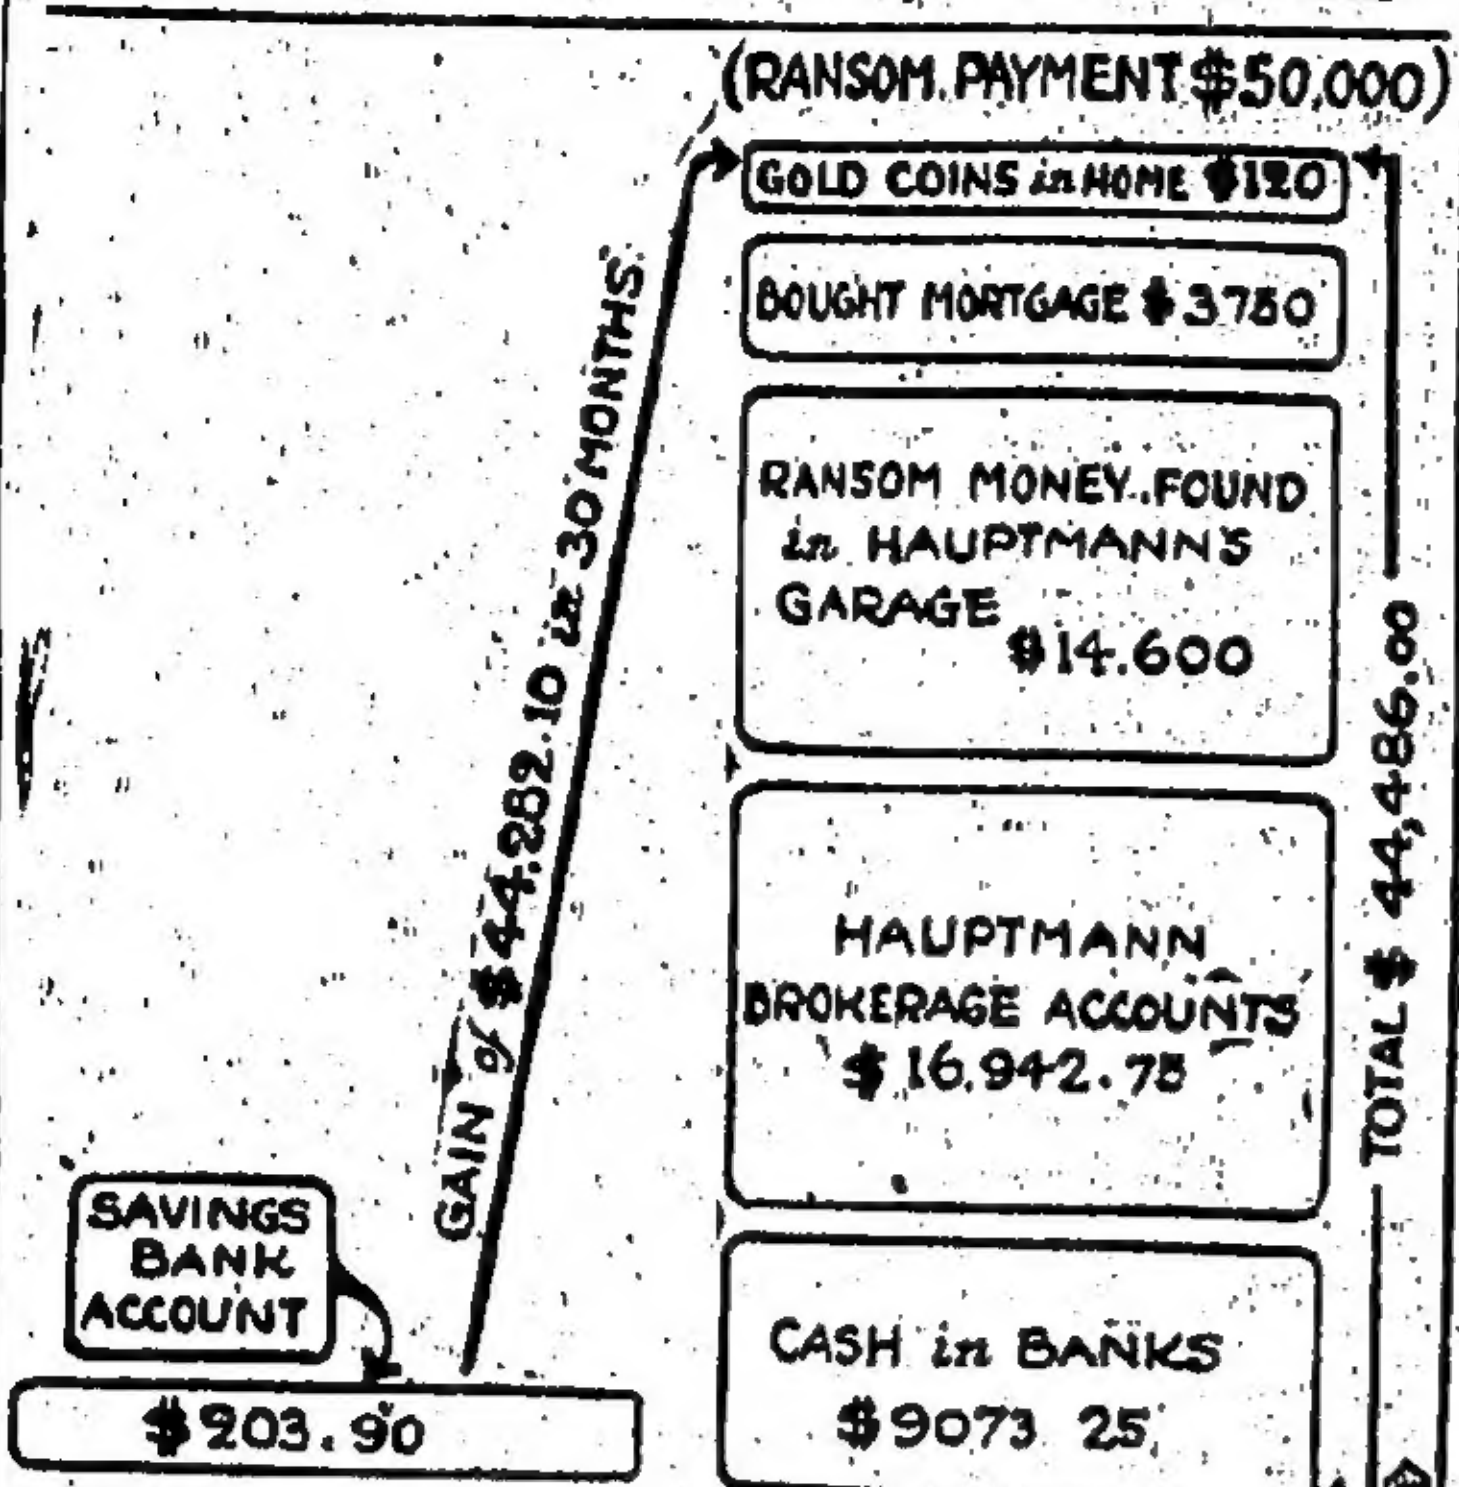 (RANSOM PAYMENT $50,000)
GOLD COINS in HOME $120
BOUGHT MORTGAGE $3750
RANSOM MONEY FOUND
in HAUPTMANN'S
GARAGE
$14.600
HAUPTMANN
BROKERAGE ACCOUNTS
$16,942.75
CASH in BANKS
$9073 25
TOTAL $ 44,486.00
GAIN of $44.282.10 in 30 MONTHS
SAVINGS
BANK
ACCOUNT
$203.90